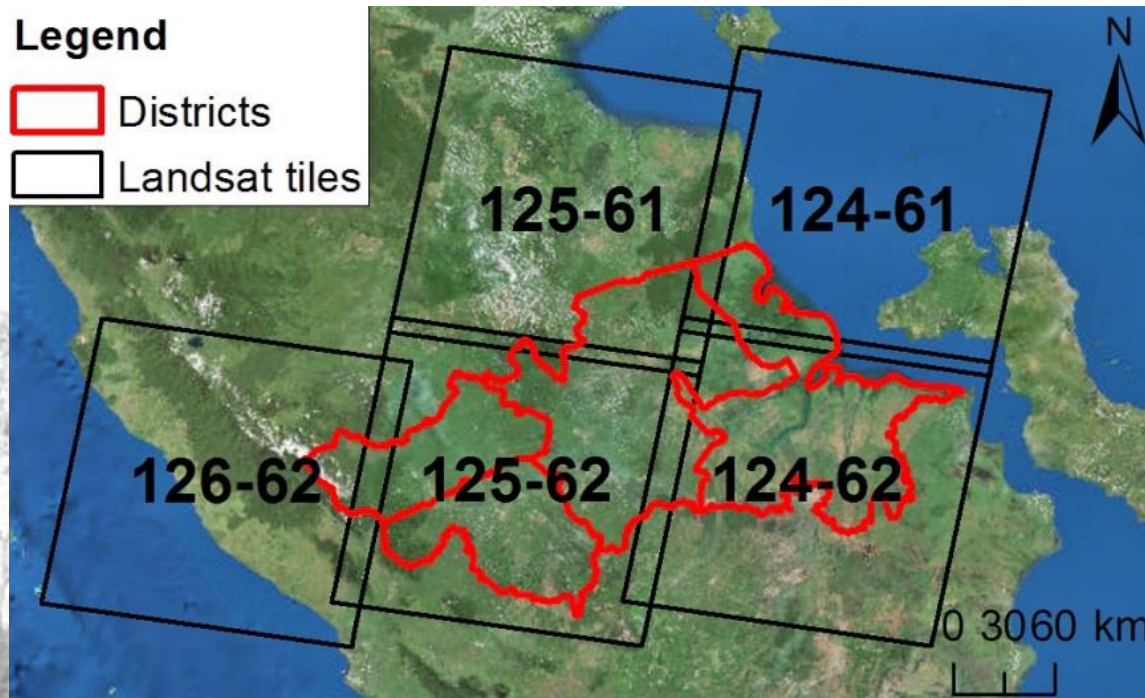 Legend
Districts
Landsat tiles
N
125-61
124-61
126-62
125-62
124-62
0 3060 km